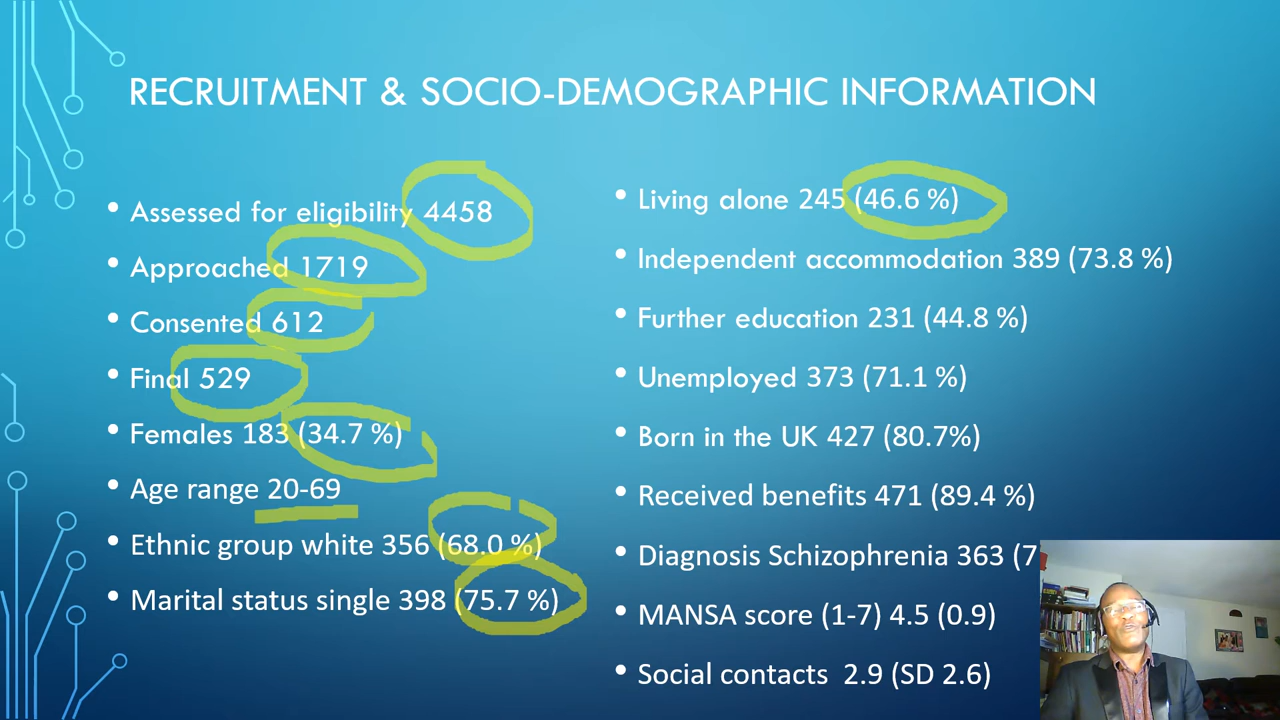 RECRUITMENT & SOCIO-DEMOGRAPHIC INFORMATION
• Assessed for eligibility 4458
• Approached 1719
• Consented 612
• Final 529
• Females 183 (34.7 %)
• Age range 20-69
• Ethnic group white 356 (68.0 %)
• Marital status single 398 (75.7 %)
• Living alone 245 (46.6 %)
• Independent accommodation 389 (73.8 %)
• Further education 231 (44.8 %)
• Unemployed 373 (71.1 %)
• Born in the UK 427 (80.7%)
• Received benefits 471 (89.4 %)
• Diagnosis Schizophrenia 363 (7
• MANSA score (1-7) 4.5 (0.9)
• Social contacts 2.9 (SD 2.6)